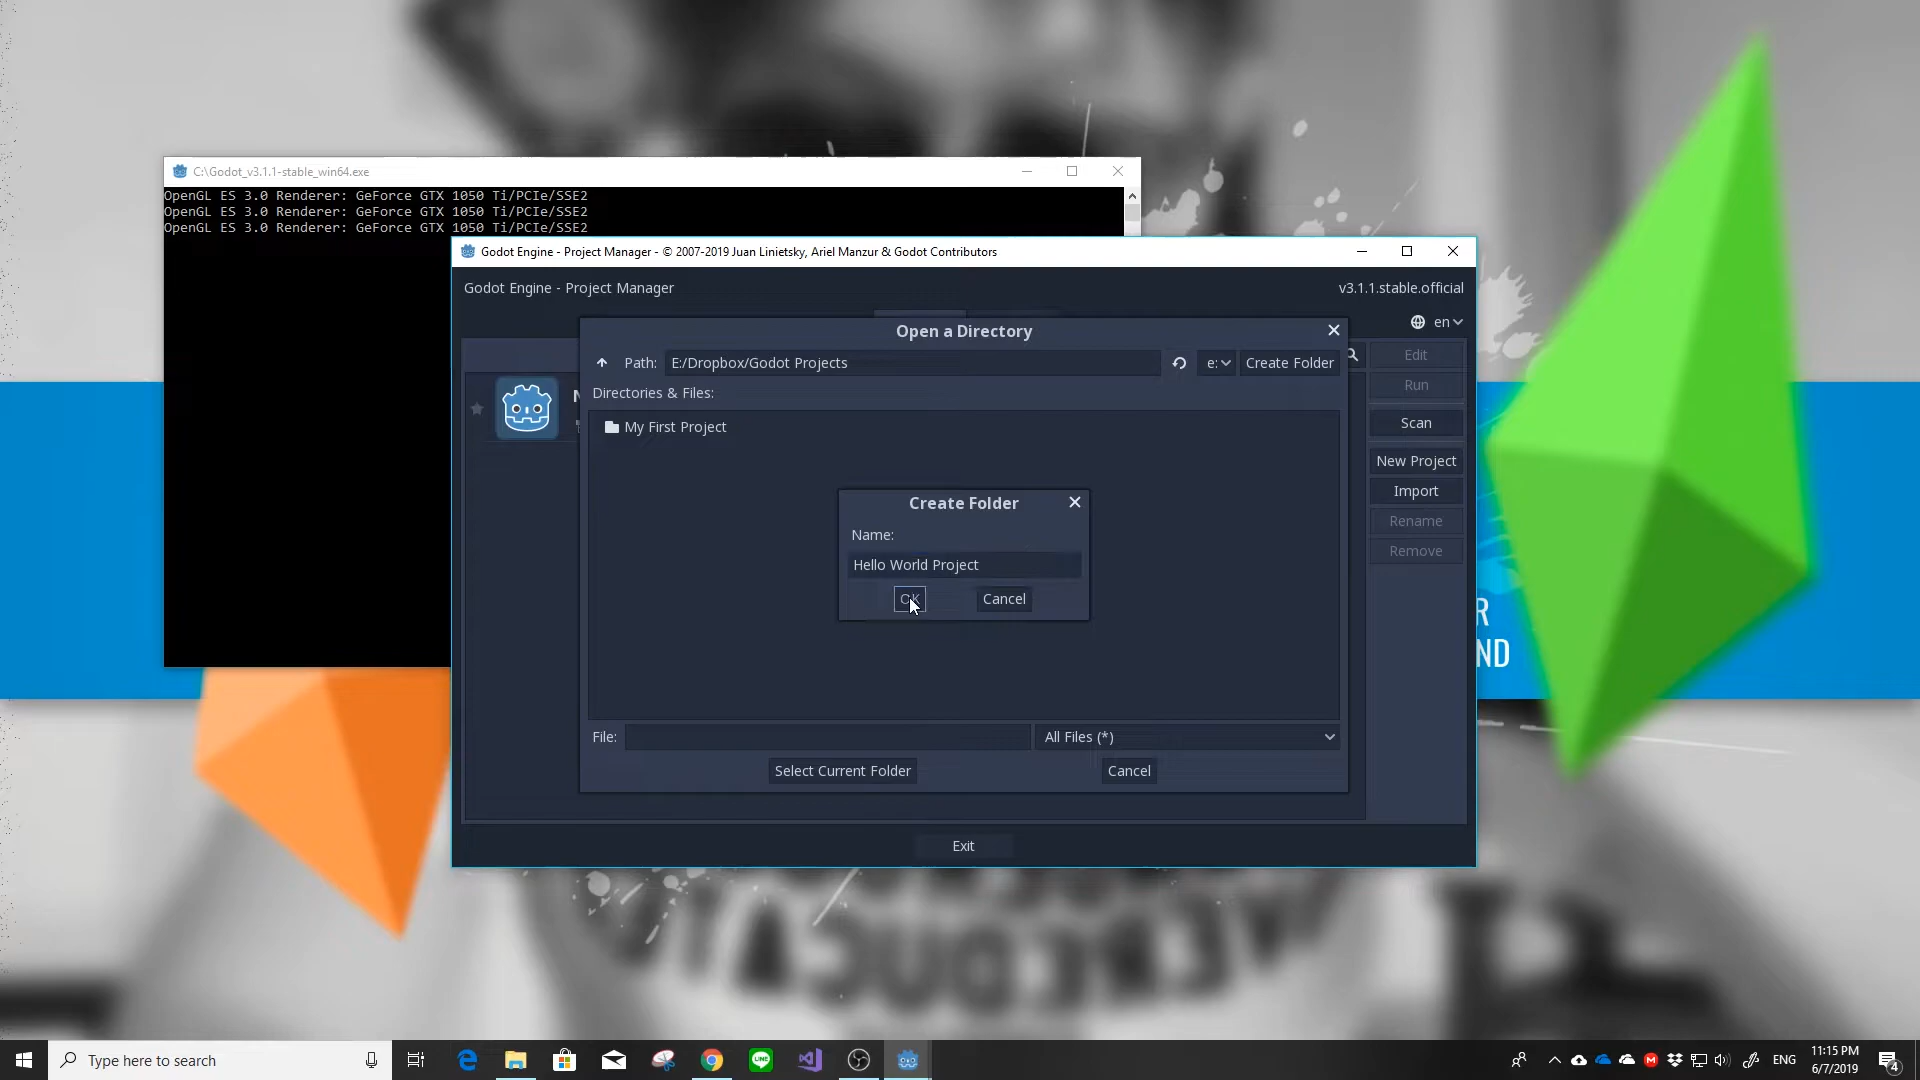 C:\Godot_v3.1.1-stable_win64.exe
OpenGL ES 3.0 Renderer: GeForce GTX 1050 Ti/PCIe/SSE2
OpenGL ES 3.0 Renderer: GeForce GTX 1050 Ti/PCIe/SSE2
OpenGL ES 3.0 Renderer: GeForce GTX 1050 Ti/PCIe/SSE2
Godot Engine - Project Manager - © 2007-2019 Juan Linietsky, Ariel Manzur & Godot Contributors
Godot Engine - Project Manager
v3.1.1.stable.official
en
Open a Directory
Path: E:/Dropbox/Godot Projects
e:
Create Folder
Directories & Files:
My First Project
Create Folder
Name:
Hello World Project
OK
Cancel
File:
All Files (*)
Select Current Folder
Cancel
Edit
Run
Scan
New Project
Import
Rename
Remove
Exit
Type here to search
ENG
11:15 PM
6/7/2019
4